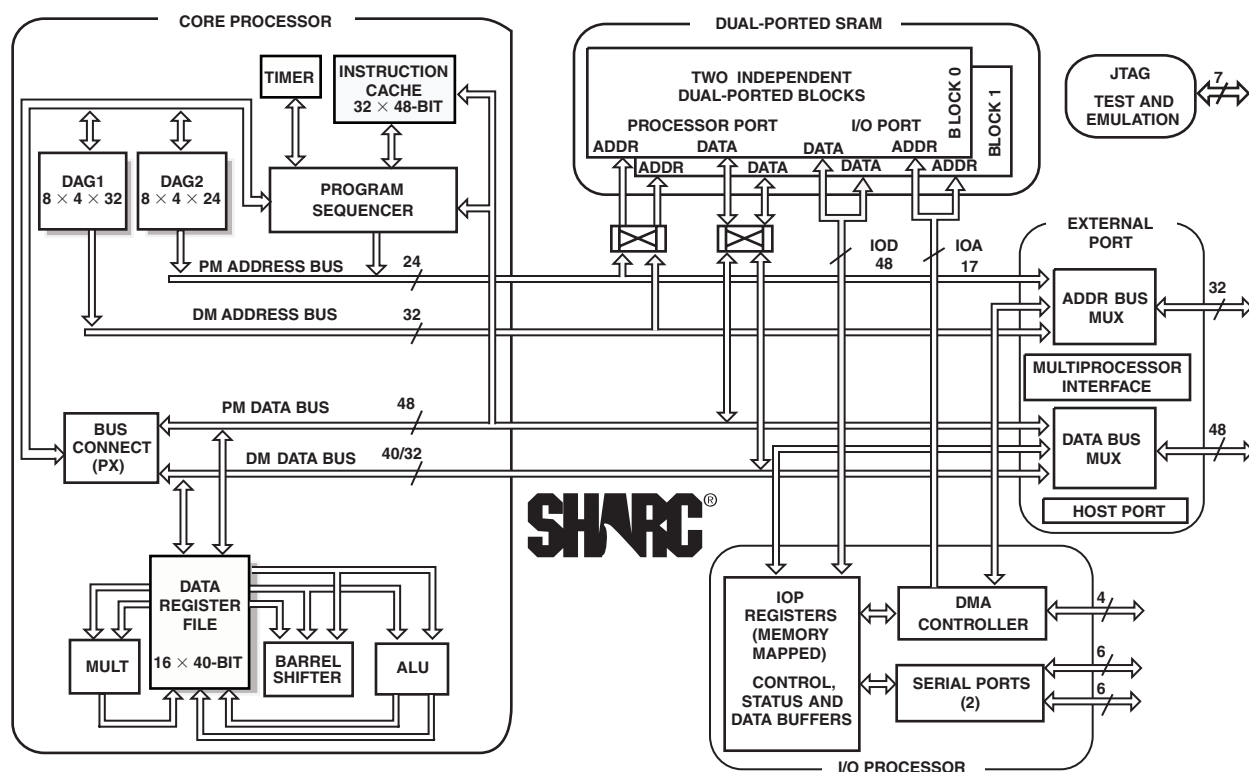 CORE PROCESSOR
TIMER
INSTRUCTION
CACHE
32 × 48-BIT
DAG1
8 × 4 × 32
DAG2
8 × 4 × 24
PROGRAM
SEQUENCER
PM ADDRESS BUS
24
DM ADDRESS BUS
32
PM DATA BUS
48
BUS
CONNECT
(PX)
DM DATA BUS
40/32
DATA
REGISTER
FILE
16 × 40-BIT
MULT
BARREL
SHIFTER
ALU
DUAL-PORTED SRAM
TWO INDEPENDENT
DUAL-PORTED BLOCKS
PROCESSOR PORT
I/O PORT
ADDR
DATA
DATA
ADDR
ADDR
DATA
DATA
ADDR
BLOCK 0
BLOCK 1
IOD
48
IOA
17
JTAG
TEST AND
EMULATION
7
EXTERNAL
PORT
ADDR BUS
MUX
32
MULTIPROCESSOR
INTERFACE
DATA BUS
MUX
48
HOST PORT
SHARC®
IOP
REGISTERS
(MEMORY
MAPPED)
CONTROL,
STATUS AND
DATA BUFFERS
DMA
CONTROLLER
4
SERIAL PORTS
(2)
6
6
I/O PROCESSOR